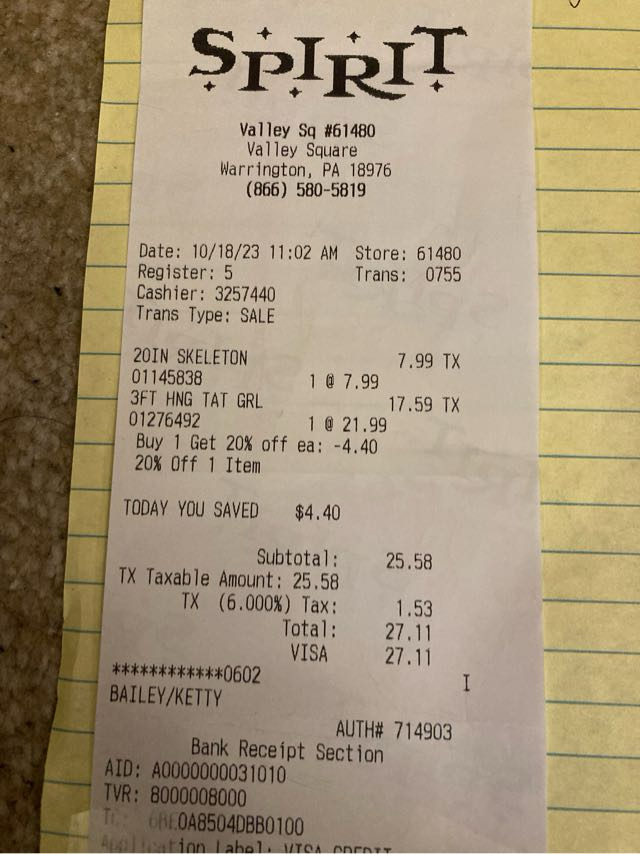 SPIRIT
Valley Sq #61480
Valley Square
Warrington, PA 18976
(866) 580-5819
Date: 10/18/23 11:02 AM Store: 61480
Register: 5 Trans: 0755
Cashier: 3257440
Trans Type: SALE
20IN SKELETON 7.99 TX
01145838 1 @ 7.99
3FT HNG TAT GRL 17.59 TX
01276492 1 @ 21.99
Buy 1 Get 20% off ea: -4.40
20% Off 1 Item
TODAY YOU SAVED $4.40
Subtotal: 25.58
TX Taxable Amount: 25.58
TX (6.000%) Tax: 1.53
Total: 27.11
VISA 27.11
************0602 I
BAILEY/KETTY
AUTH# 714903
Bank Receipt Section
AID: A0000000031010
TVR: 8000008000
Application Label: VISA CREDIT